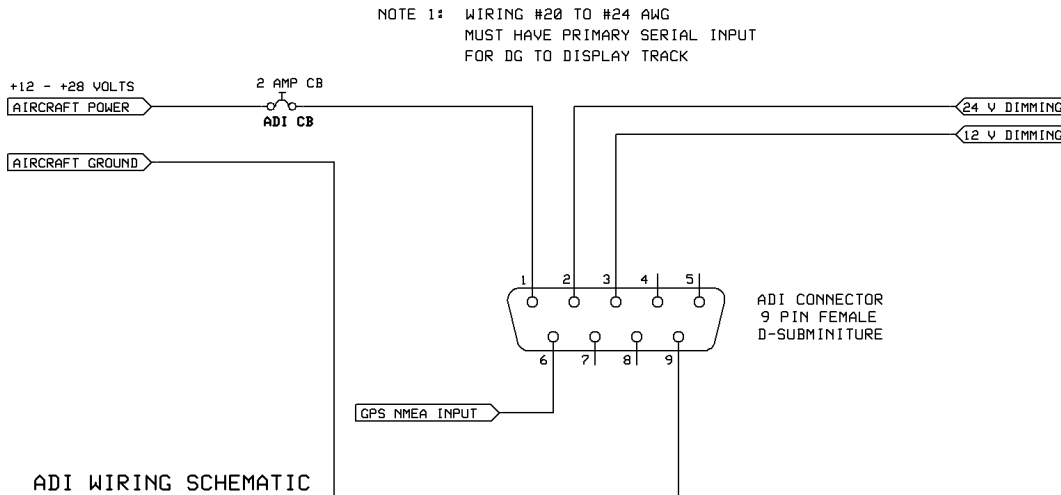 NOTE 1: WIRING #20 TO #24 AWG
MUST HAVE PRIMARY SERIAL INPUT
FOR DG TO DISPLAY TRACK
+12 - +28 VOLTS
2 AMP CB
AIRCRAFT POWER
ADI CB
24 V DIMMING
12 V DIMMING
AIRCRAFT GROUND
1 2 3 4 5
ADI CONNECTOR
9 PIN FEMALE
D-SUBMINITURE
6 7 8 9
GPS NMEA INPUT
ADI WIRING SCHEMATIC